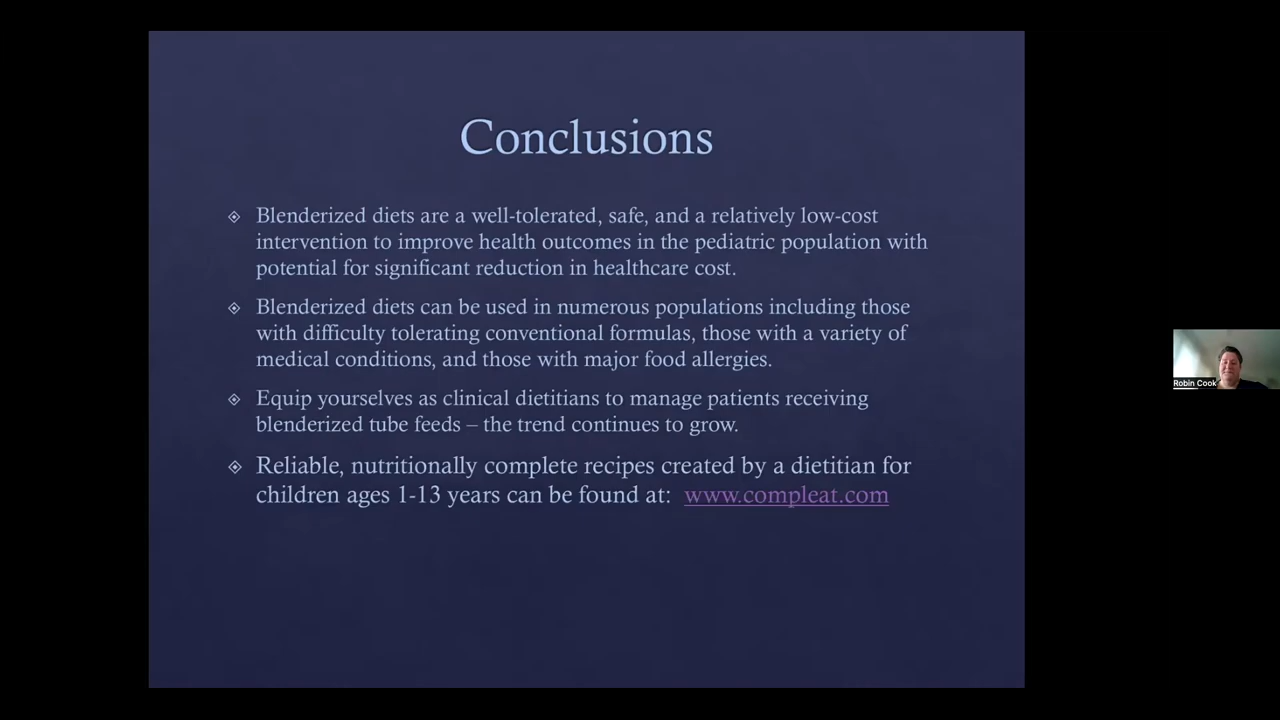 Conclusions
Blenderized diets are a well-tolerated, safe, and a relatively low-cost
intervention to improve health outcomes in the pediatric population with
potential for significant reduction in healthcare cost.
Blenderized diets can be used in numerous populations including those
with difficulty tolerating conventional formulas, those with a variety of
medical conditions, and those with major food allergies.
Equip yourselves as clinical dietitians to manage patients receiving
blenderized tube feeds – the trend continues to grow.
Reliable, nutritionally complete recipes created by a dietitian for
children ages 1-13 years can be found at: www.compleat.com
Robin Cook